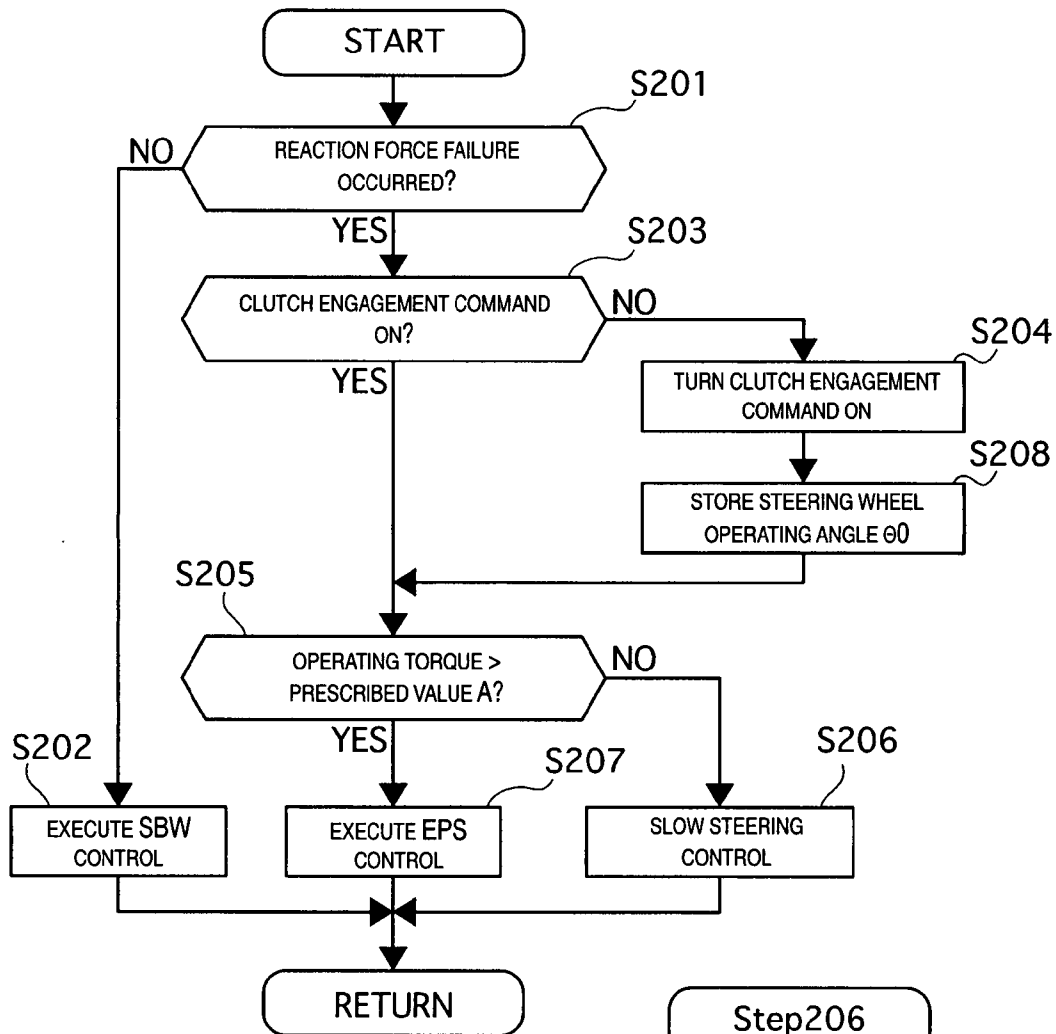 START
S201
REACTION FORCE FAILURE
OCCURRED?
NO
YES
S203
CLUTCH ENGAGEMENT COMMAND
ON?
NO
YES
S204
TURN CLUTCH ENGAGEMENT
COMMAND ON
S208
STORE STEERING WHEEL
OPERATING ANGLE Θ0
S205
OPERATING TORQUE >
PRESCRIBED VALUE A?
NO
YES
S202
EXECUTE SBW
CONTROL
S207
EXECUTE EPS
CONTROL
S206
SLOW STEERING
CONTROL
RETURN
Step206